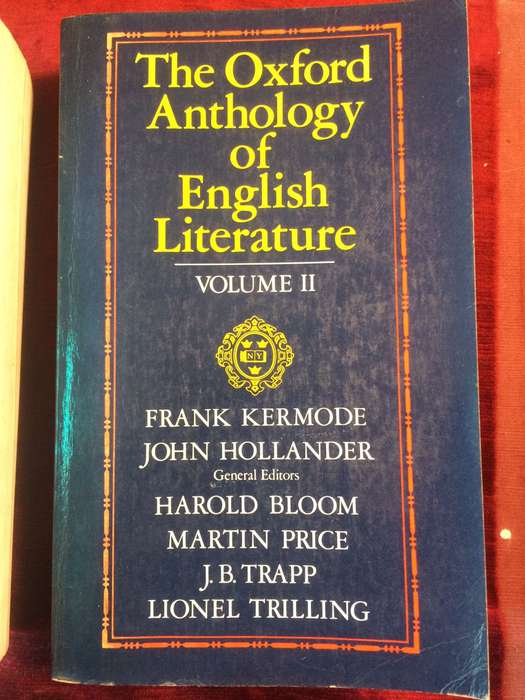 The Oxford
Anthology
of
English
Literature
VOLUME II
NY
FRANK KERMODE
JOHN HOLLANDER
General Editors
HAROLD BLOOM
MARTIN PRICE
J. B. TRAPP
LIONEL TRILLING